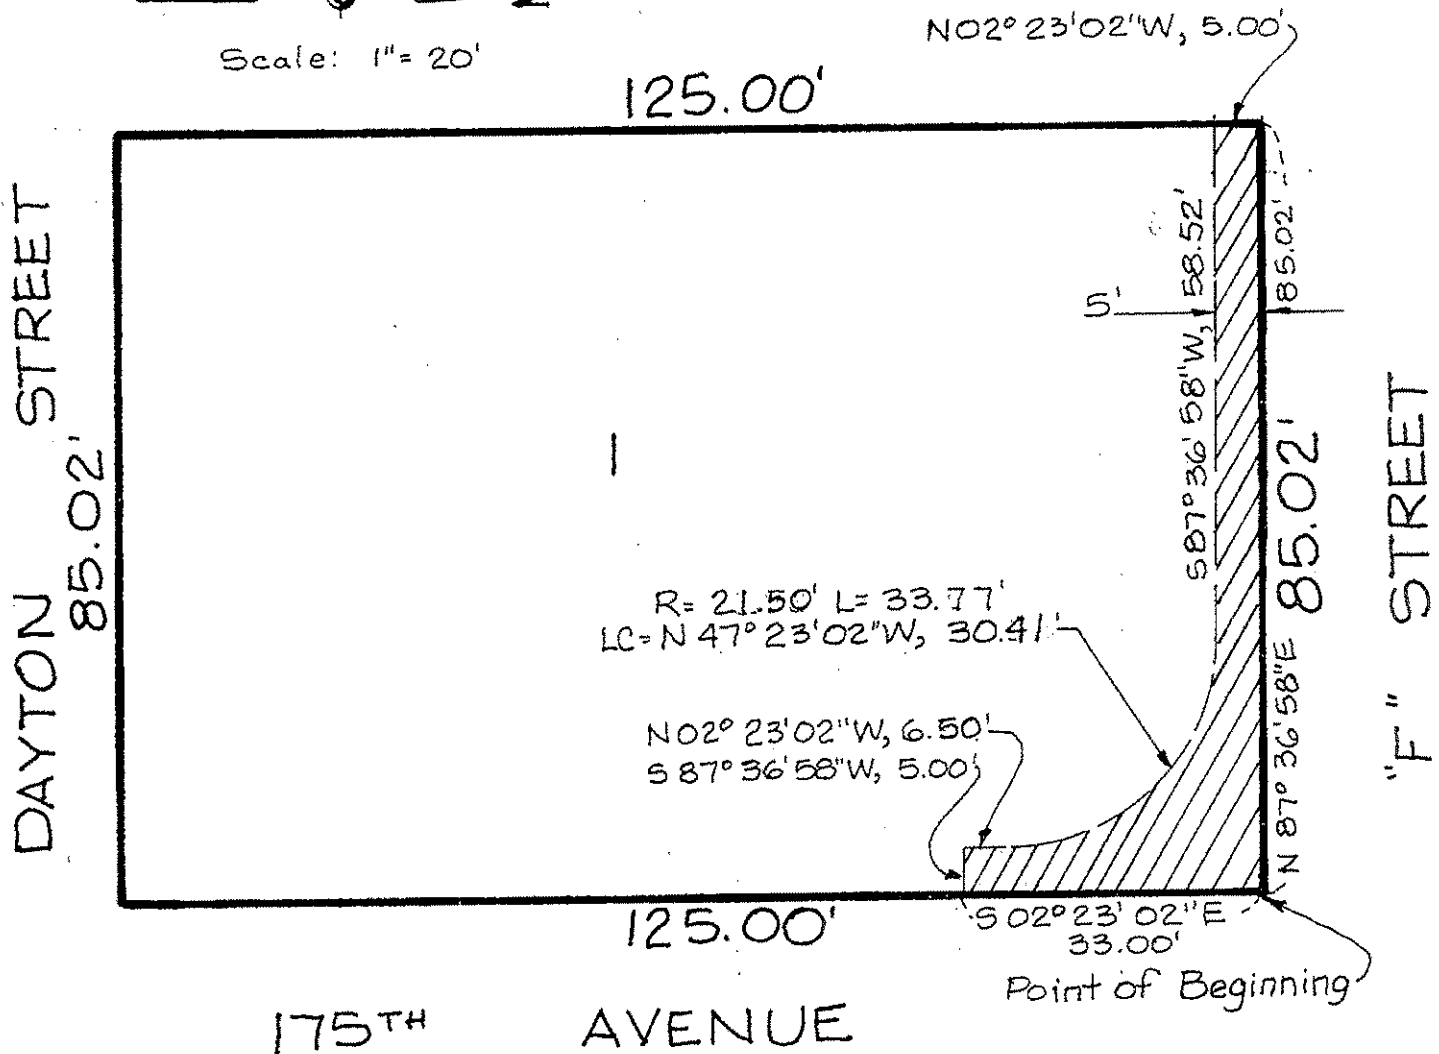 Scale: 1"= 20'
N02° 23'02"W, 5.00'
125.00'
DAYTON STREET
85.02'
1
S87° 36' 58"W, 58.52'
5'
85.02'
85.02'
N 87° 36' 58"E
"F" STREET
R= 21.50' L= 33.77'
LC= N 47° 23'02"W, 30.41'
N02° 23'02"W, 6.50'
S 87° 36'58"W, 5.00'
125.00'
S 02° 23' 02"E
33.00'
Point of Beginning
175TH AVENUE